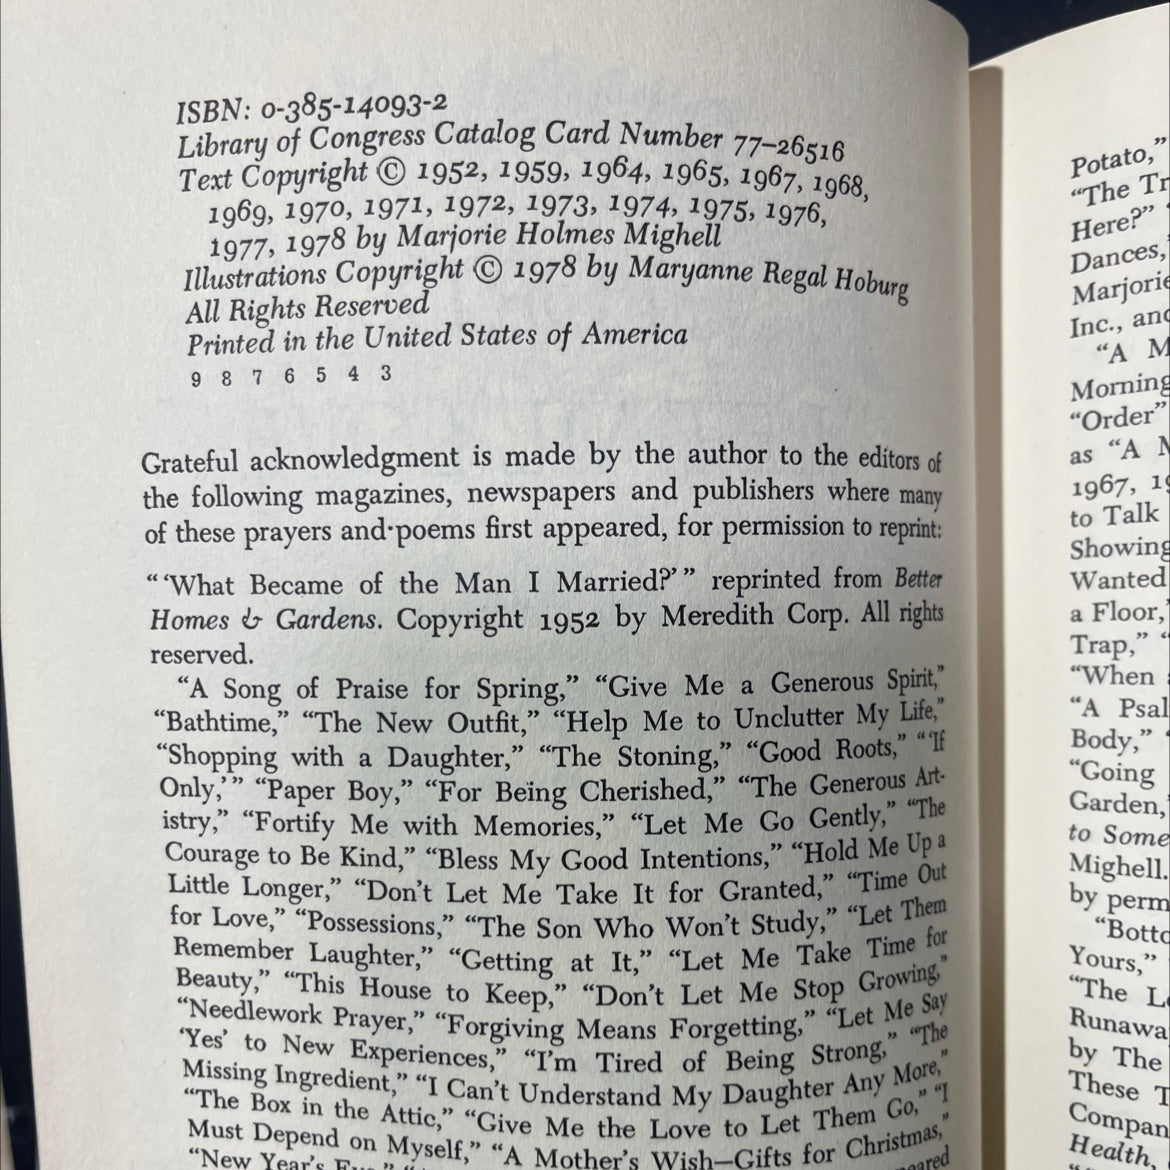 ISBN: 0-385-14093-2
Library of Congress Catalog Card Number 77–26516
Text Copyright © 1952, 1959, 1964, 1965, 1967, 1968,
1969, 1970, 1971, 1972, 1973, 1974, 1975, 1976,
1977, 1978 by Marjorie Holmes Mighell
Illustrations Copyright © 1978 by Maryanne Regal Hoburg
All Rights Reserved
Printed in the United States of America
9 8 7 6 5 4 3
Grateful acknowledgment is made by the author to the editors of
the following magazines, newspapers and publishers where many
of these prayers and poems first appeared, for permission to reprint:
“‘What Became of the Man I Married?’” reprinted from Better
Homes & Gardens. Copyright 1952 by Meredith Corp. All rights
reserved.
“A Song of Praise for Spring,” “Give Me a Generous Spirit,”
“Bathtime,” “The New Outfit,” “Help Me to Unclutter My Life,”
“Shopping with a Daughter,” “The Stoning,” “Good Roots,” “‘If
Only,’” “Paper Boy,” “For Being Cherished,” “The Generous Art-
istry,” “Fortify Me with Memories,” “Let Me Go Gently,” “The
Courage to Be Kind,” “Bless My Good Intentions,” “Hold Me Up a
Little Longer,” “Don’t Let Me Take It for Granted,” “Time Out
for Love,” “Possessions,” “The Son Who Won’t Study,” “Let Them
Remember Laughter,” “Getting at It,” “Let Me Take Time for
Beauty,” “This House to Keep,” “Don’t Let Me Stop Growing,”
“Needlework Prayer,” “Forgiving Means Forgetting,” “Let Me Say
‘Yes’ to New Experiences,” “I’m Tired of Being Strong,” “The
Missing Ingredient,” “I Can’t Understand My Daughter Any More,”
“The Box in the Attic,” “Give Me the Love to Let Them Go,” “I
Must Depend on Myself,” “A Mother’s Wish—Gifts for Christmas,”
“New Year’s
Potato,”
“The
Here?”
Dances,
Marjorie
Inc., and
“A
Morning
“Order”
as “A
1967,
to Talk
Showing
Wanted
a Floor,
Trap,”
“When
“A
Body,”
“Going
Garden,
to Some
Mighell.
by
Yours,”
“The
by The
These
Health,